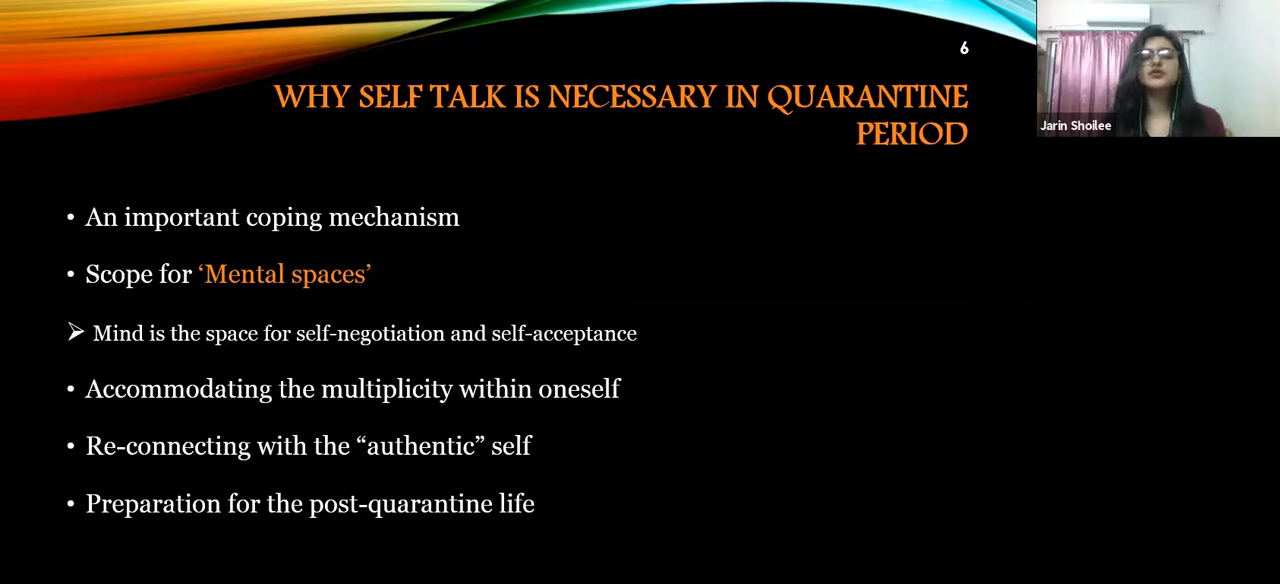 6
WHY SELF TALK IS NECESSARY IN QUARANTINE
PERIOD
Jarin Shoilee
• An important coping mechanism
• Scope for ‘Mental spaces’
➢ Mind is the space for self-negotiation and self-acceptance
• Accommodating the multiplicity within oneself
• Re-connecting with the “authentic” self
• Preparation for the post-quarantine life